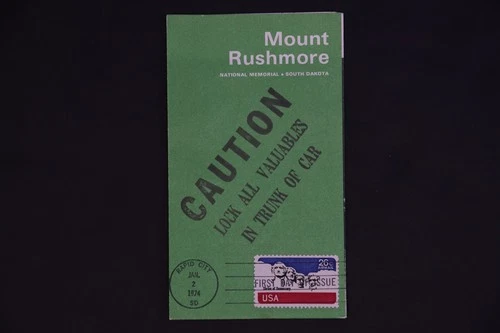 Mount
Rushmore
NATIONAL MEMORIAL • SOUTH DAKOTA
CAUTION
LOCK ALL VALUABLES
IN TRUNK OF CAR
RAPID CITY
JAN.
2
1974
SD
26c
FIRST DAY OF ISSUE
USA